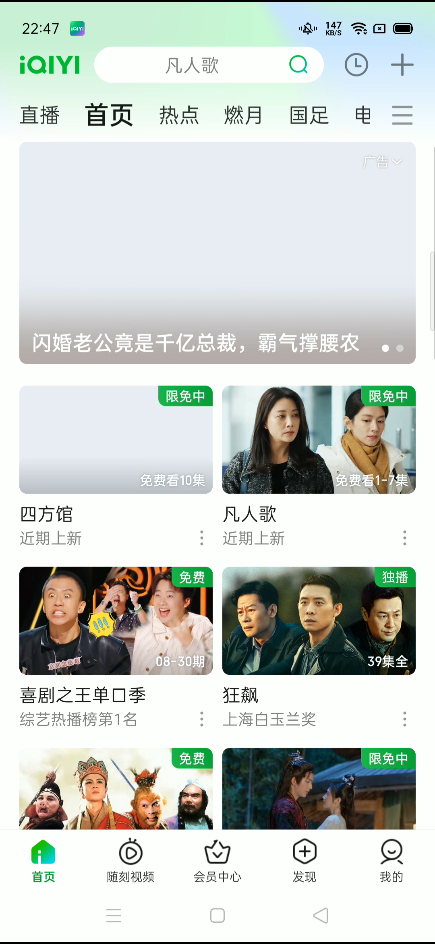 22:47 iQIYI 147 KB/S
iQIYI 凡人歌
直播 首页 热点 燃月 国足 电
广告
闪婚老公竟是千亿总裁，霸气撑腰农
限免中
免费看10集
四方馆
近期上新
限免中
免费看1-7集
凡人歌
近期上新
免费
08-30期
喜剧之王单口季
综艺热播榜第1名
独播
39集全
狂飙
上海白玉兰奖
免费
限免中
首页 随刻视频 会员中心 发现 我的